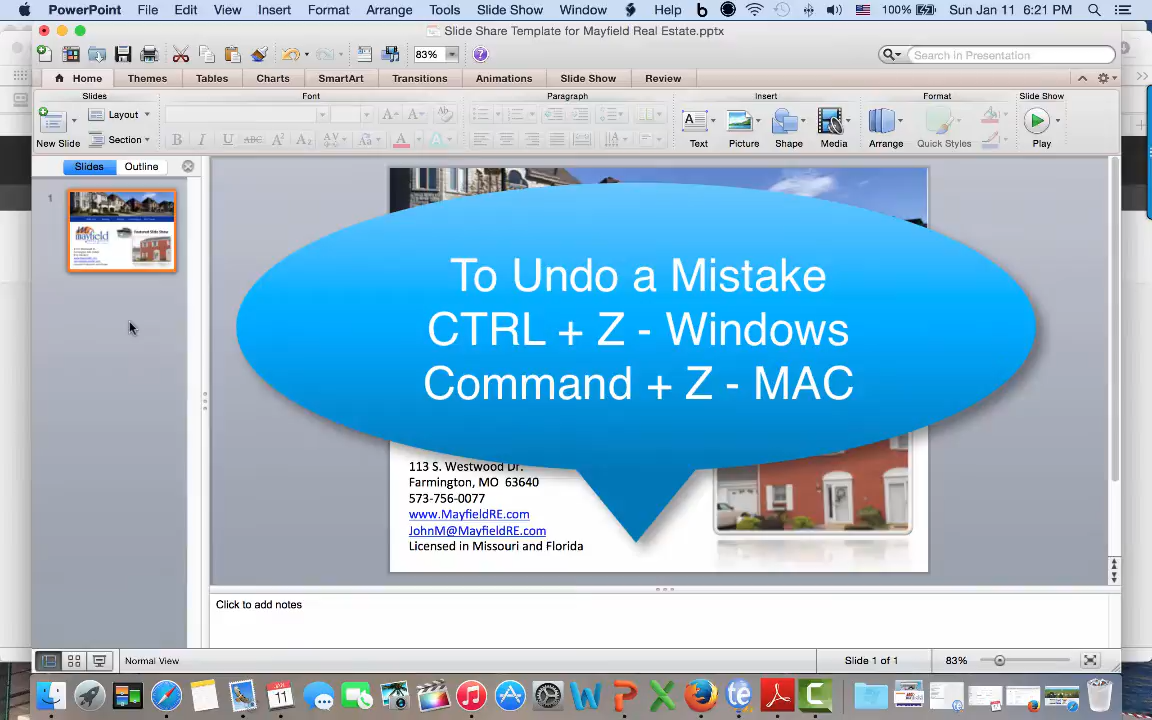 PowerPoint File Edit View Insert Format Arrange Tools Slide Show Window Help 100% Sun Jan 11 6:21 PM
Slide Share Template for Mayfield Real Estate.pptx
83% Search in Presentation
Home Themes Tables Charts SmartArt Transitions Animations Slide Show Review
Slides Font Paragraph Insert Format Slide Show
Layout
Section
New Slide Text Picture Shape Media Arrange Quick Styles Play
Slides Outline
1
Mayfield
Featured Slide Show
To Undo a Mistake
CTRL + Z - Windows
Command + Z - MAC
113 S. Westwood Dr.
Farmington, MO 63640
573-756-0077
www.MayfieldRE.com
JohnM@MayfieldRE.com
Licensed in Missouri and Florida
Click to add notes
Normal View Slide 1 of 1 83%